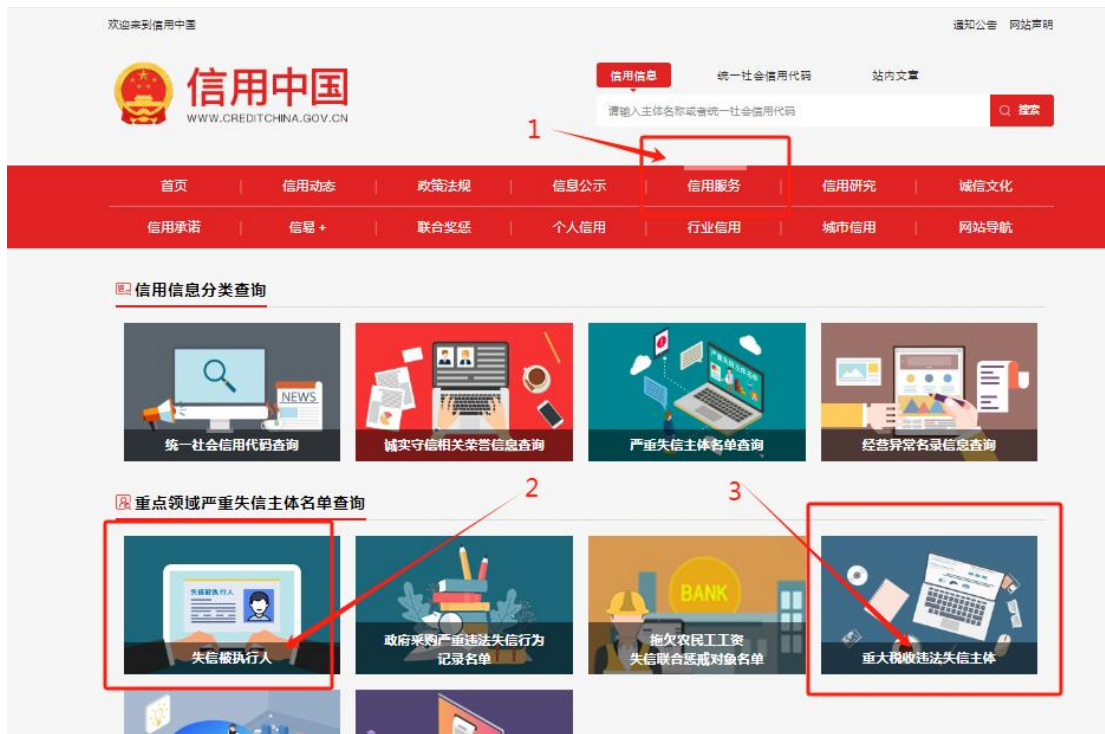 欢迎来到信用中国
通知公告 网站声明
信用中国
WWW.CREDITCHINA.GOV.CN
信用信息 统一社会信用代码 站内文章
请输入主体名称或者统一社会信用代码 搜索
1
首页 | 信用动态 | 政策法规 | 信息公示 | 信用服务 | 信用研究 | 诚信文化
信用承诺 | 信易+ | 联合奖惩 | 个人信用 | 行业信用 | 城市信用 | 网站导航
信用信息分类查询
NEWS
严重失信主体名单
统一社会信用代码查询 诚实守信相关荣誉信息查询 严重失信主体名单查询 经营异常名录信息查询
2 3
重点领域严重失信主体名单查询
失信被执行人
BANK
失信被执行人
政府采购严重违法失信行为
记录名单
拖欠农民工工资
失信联合惩戒对象名单
重大税收违法失信主体